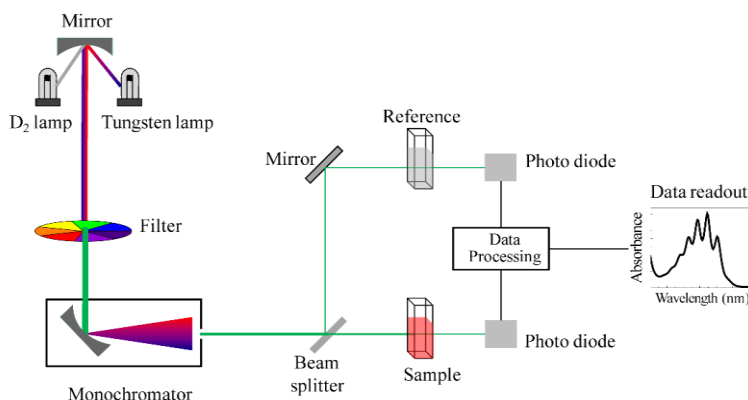 Mirror
D2 lamp
Tungsten lamp
Filter
Monochromator
Mirror
Reference
Photo diode
Data
Processing
Beam
splitter
Sample
Photo diode
Data readout
Absorbance
Wavelength (nm)